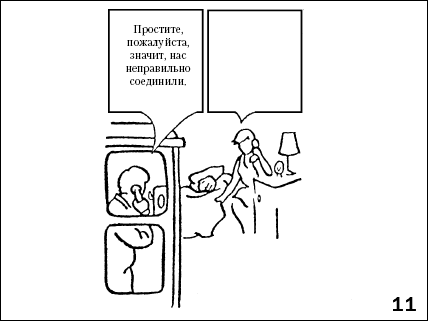 Простите,
пожалуйста,
значит, нас
неправильно
соединили.
11